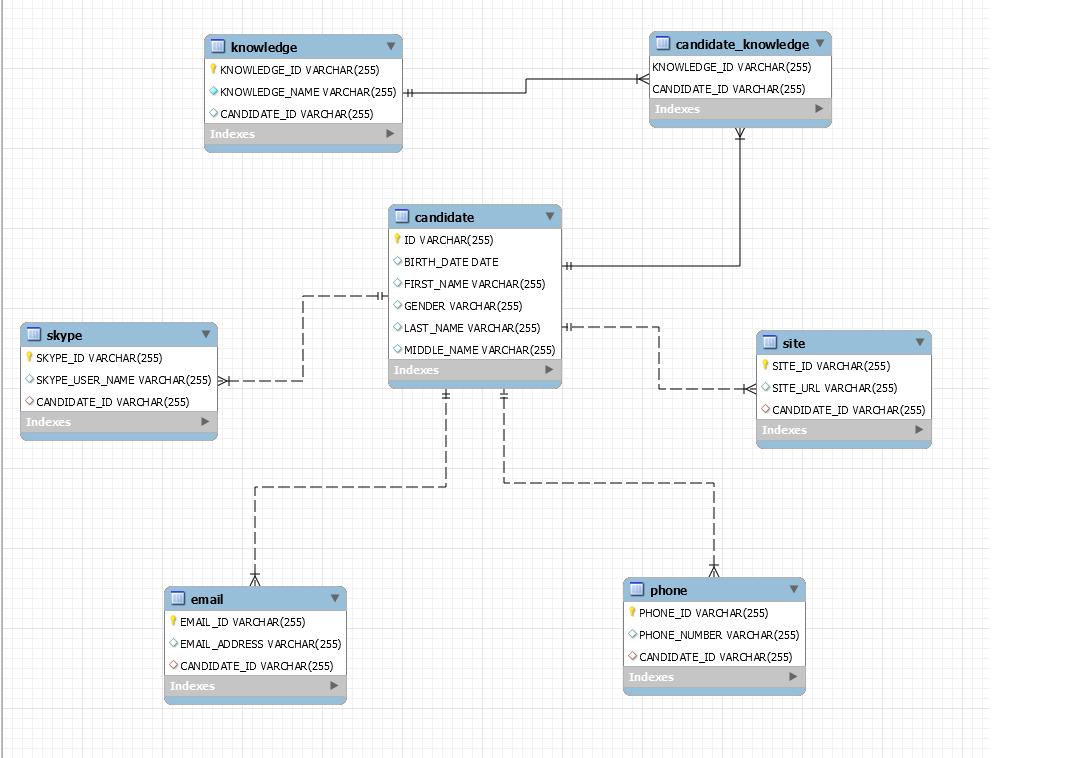 knowledge
KNOWLEDGE_ID VARCHAR(255)
KNOWLEDGE_NAME VARCHAR(255)
CANDIDATE_ID VARCHAR(255)
Indexes
candidate_knowledge
KNOWLEDGE_ID VARCHAR(255)
CANDIDATE_ID VARCHAR(255)
Indexes
candidate
ID VARCHAR(255)
BIRTH_DATE DATE
FIRST_NAME VARCHAR(255)
GENDER VARCHAR(255)
LAST_NAME VARCHAR(255)
MIDDLE_NAME VARCHAR(255)
Indexes
skype
SKYPE_ID VARCHAR(255)
SKYPE_USER_NAME VARCHAR(255)
CANDIDATE_ID VARCHAR(255)
Indexes
site
SITE_ID VARCHAR(255)
SITE_URL VARCHAR(255)
CANDIDATE_ID VARCHAR(255)
Indexes
email
EMAIL_ID VARCHAR(255)
EMAIL_ADDRESS VARCHAR(255)
CANDIDATE_ID VARCHAR(255)
Indexes
phone
PHONE_ID VARCHAR(255)
PHONE_NUMBER VARCHAR(255)
CANDIDATE_ID VARCHAR(255)
Indexes